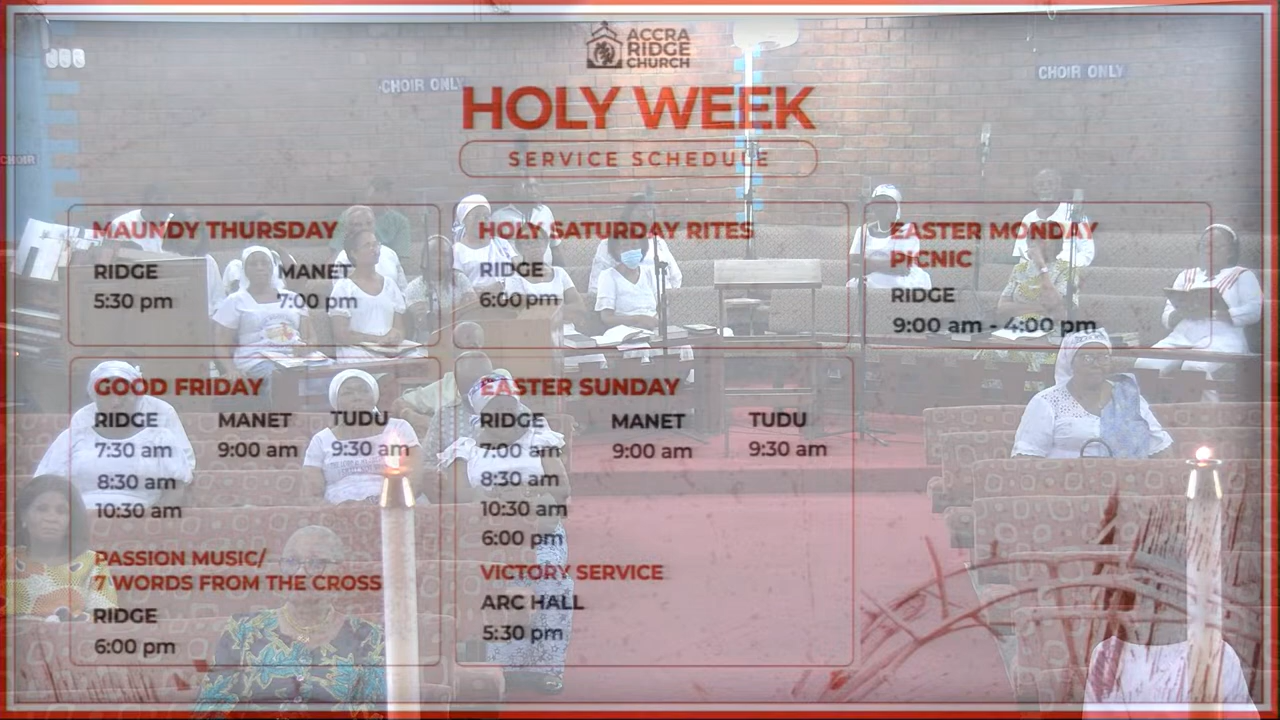 ACCRA
RIDGE
CHURCH
CHOIR ONLY
CHOIR ONLY
CHOIR
HOLY WEEK
SERVICE SCHEDULE
MAUNDY THURSDAY
RIDGE MANET
5:30 pm 7:00 pm
HOLY SATURDAY RITES
RIDGE
6:00 pm
EASTER MONDAY
PICNIC
RIDGE
9:00 am - 4:00 pm
GOOD FRIDAY
RIDGE MANET TUDU
7:30 am 9:00 am 9:30 am
8:30 am
10:30 am
PASSION MUSIC/
7 WORDS FROM THE CROSS
RIDGE
6:00 pm
EASTER SUNDAY
RIDGE MANET TUDU
7:00 am 9:00 am 9:30 am
8:30 am
10:30 am
6:00 pm
VICTORY SERVICE
ARC HALL
5:30 pm